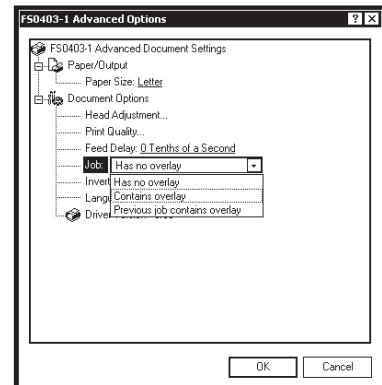 FS0403-1 Advanced Options
FS0403-1 Advanced Document Settings
Paper/Output
Paper Size: Letter
Document Options
Head Adjustment...
Print Quality...
Feed Delay: 0 Tenths of a Second
Job: Has no overlay
Invert
Has no overlay
Contains overlay
Previous job contains overlay
OK
Cancel